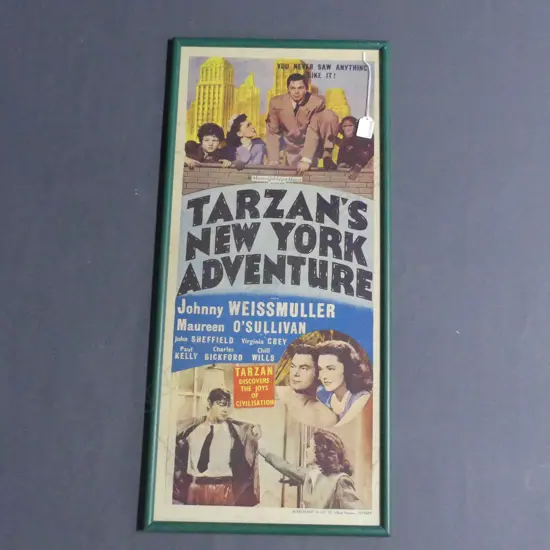 YOU NEVER SAW ANYTHING
LIKE IT!
TARZAN'S
NEW YORK
ADVENTURE
Johnny WEISSMULLER
Maureen O'SULLIVAN
John SHEFFIELD Virginia GREY
Paul Charles Chill
KELLY BICKFORD WILLS
TARZAN
DISCOVERS
THE JOYS
OF
CIVILISATION